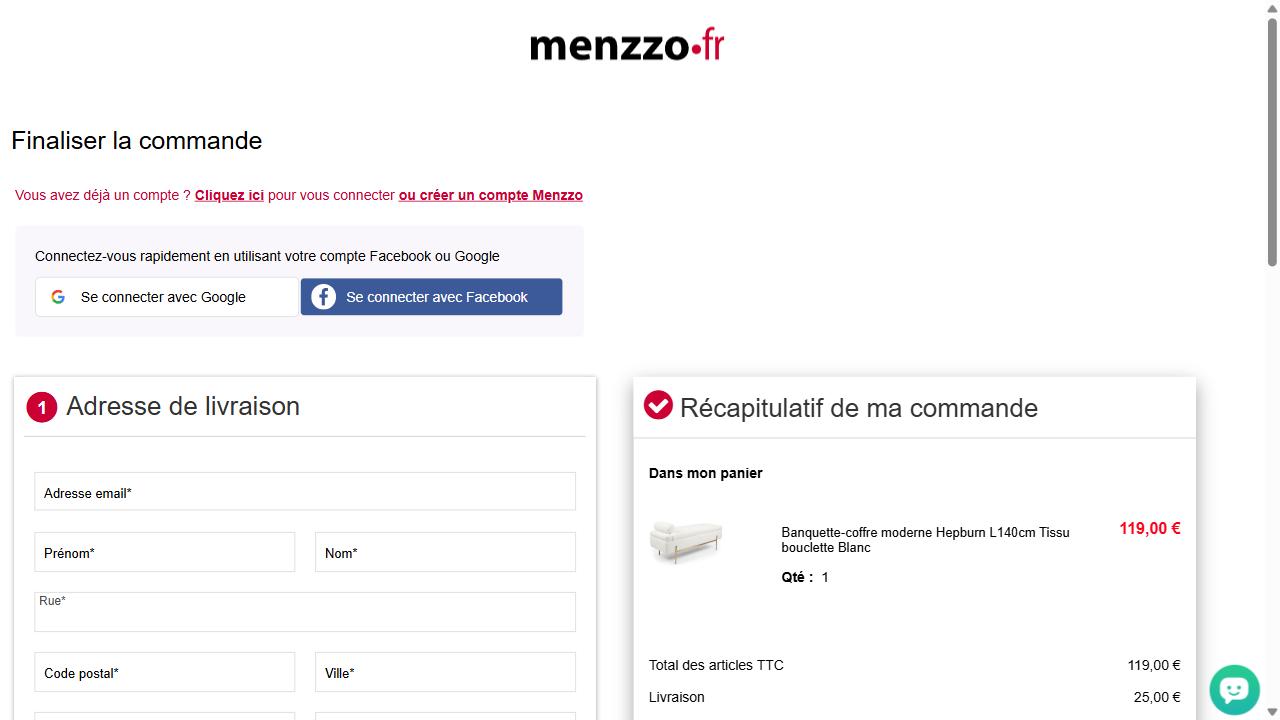 menzzo•fr
Finaliser la commande
Vous avez déjà un compte ? Cliquez ici pour vous connecter ou créer un compte Menzzo
Connectez-vous rapidement en utilisant votre compte Facebook ou Google
Se connecter avec Google
Se connecter avec Facebook
1 Adresse de livraison
Adresse email*
Prénom*
Nom*
Rue*
Code postal*
Ville*
Récapitulatif de ma commande
Dans mon panier
Banquette-coffre moderne Hepburn L140cm Tissu
bouclette Blanc
119,00 €
Qté : 1
Total des articles TTC 119,00 €
Livraison 25,00 €